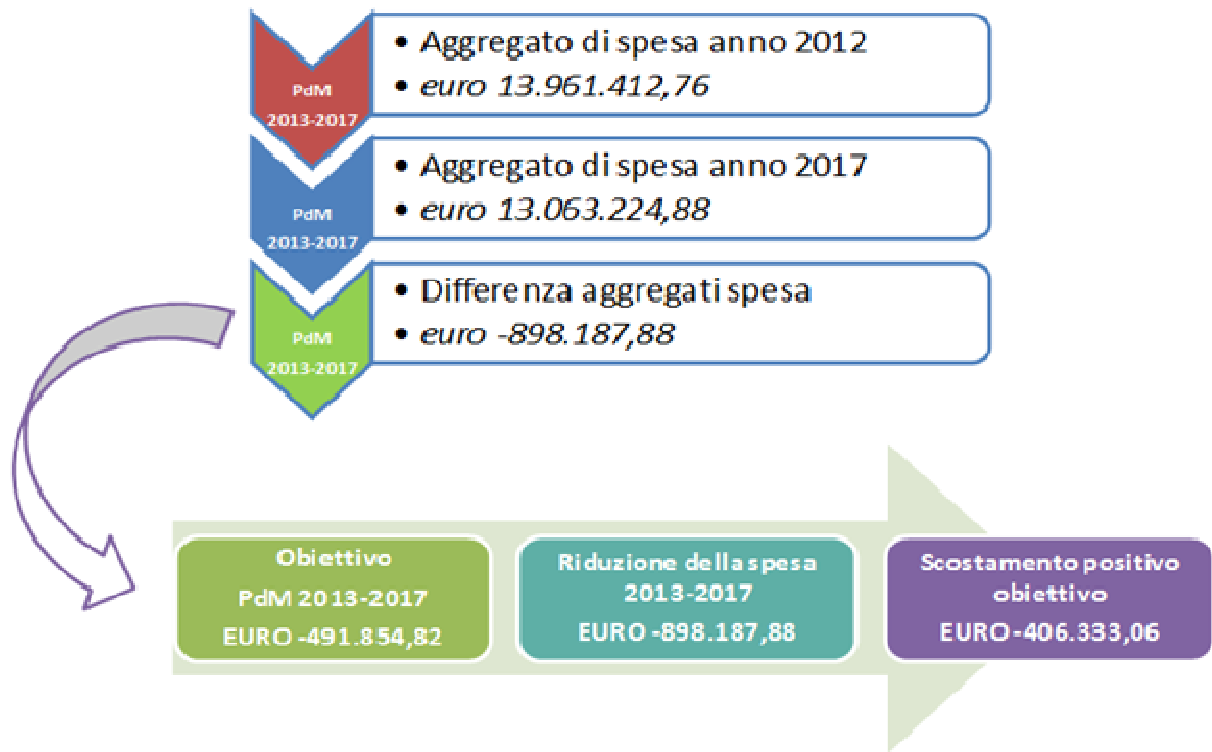 PdM
2013-2017
• Aggregato di spesa anno 2012
• euro 13.961.412,76
PdM
2013-2017
• Aggregato di spesa anno 2017
• euro 13.063.224,88
PdM
2013-2017
• Differenza aggregati spesa
• euro -898.187,88
Obiettivo
PdM 2013-2017
EURO -491.854,82
Riduzione della spesa
2013-2017
EURO -898.187,88
Scostamento positivo
obiettivo
EURO -406.333,06